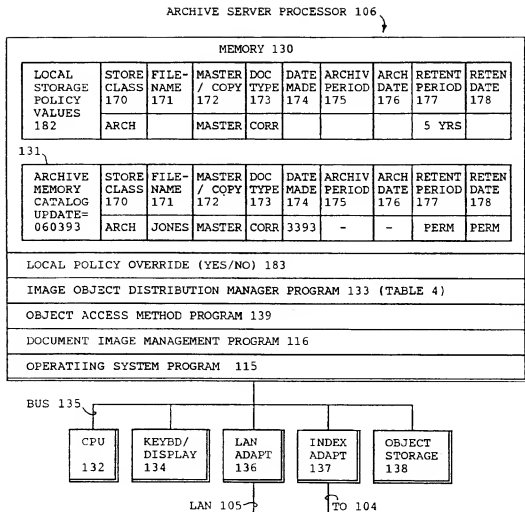 ARCHIVE SERVER PROCESSOR 106
MEMORY 130
LOCAL STORAGE POLICY VALUES 182
STORE CLASS 170
FILE-NAME 171
MASTER / COPY 172
DOC TYPE 173
DATE MADE 174
ARCHIV PERIOD 175
ARCH DATE 176
RETENT PERIOD 177
RETEN DATE 178
ARCH MASTER CORR 5 YRS
131
ARCHIVE MEMORY CATALOG UPDATE= 060393
STORE CLASS 170
FILE-NAME 171
MASTER / COPY 172
DOC TYPE 173
DATE MADE 174
ARCHIV PERIOD 175
ARCH DATE 176
RETENT PERIOD 177
RETEN DATE 178
ARCH JONES MASTER CORR 3393 - - PERM PERM
LOCAL POLICY OVERRIDE (YES/NO) 183
IMAGE OBJECT DISTRIBUTION MANAGER PROGRAM 133 (TABLE 4)
OBJECT ACCESS METHOD PROGRAM 139
DOCUMENT IMAGE MANAGEMENT PROGRAM 116
OPERATIING SYSTEM PROGRAM 115
BUS 135
CPU 132
KEYBD/ DISPLAY 134
LAN ADAPT 136
INDEX ADAPT 137
OBJECT STORAGE 138
LAN 105
TO 104